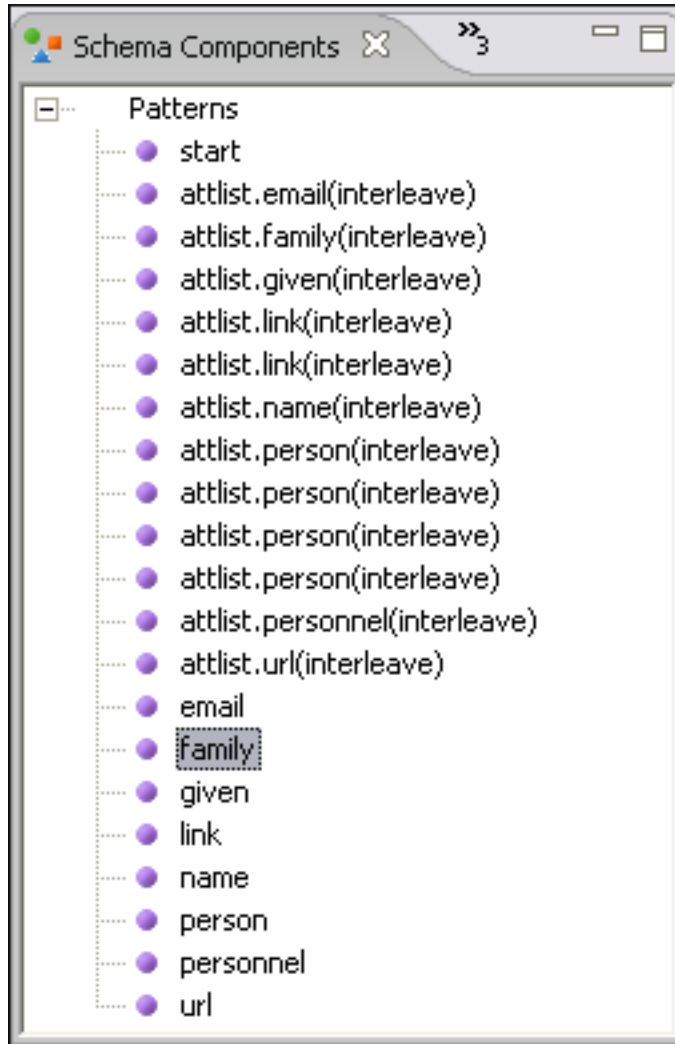 Schema Components »3
Patterns
start
attlist.email(interleave)
attlist.family(interleave)
attlist.given(interleave)
attlist.link(interleave)
attlist.link(interleave)
attlist.name(interleave)
attlist.person(interleave)
attlist.person(interleave)
attlist.person(interleave)
attlist.person(interleave)
attlist.personnel(interleave)
attlist.url(interleave)
email
family
given
link
name
person
personnel
url